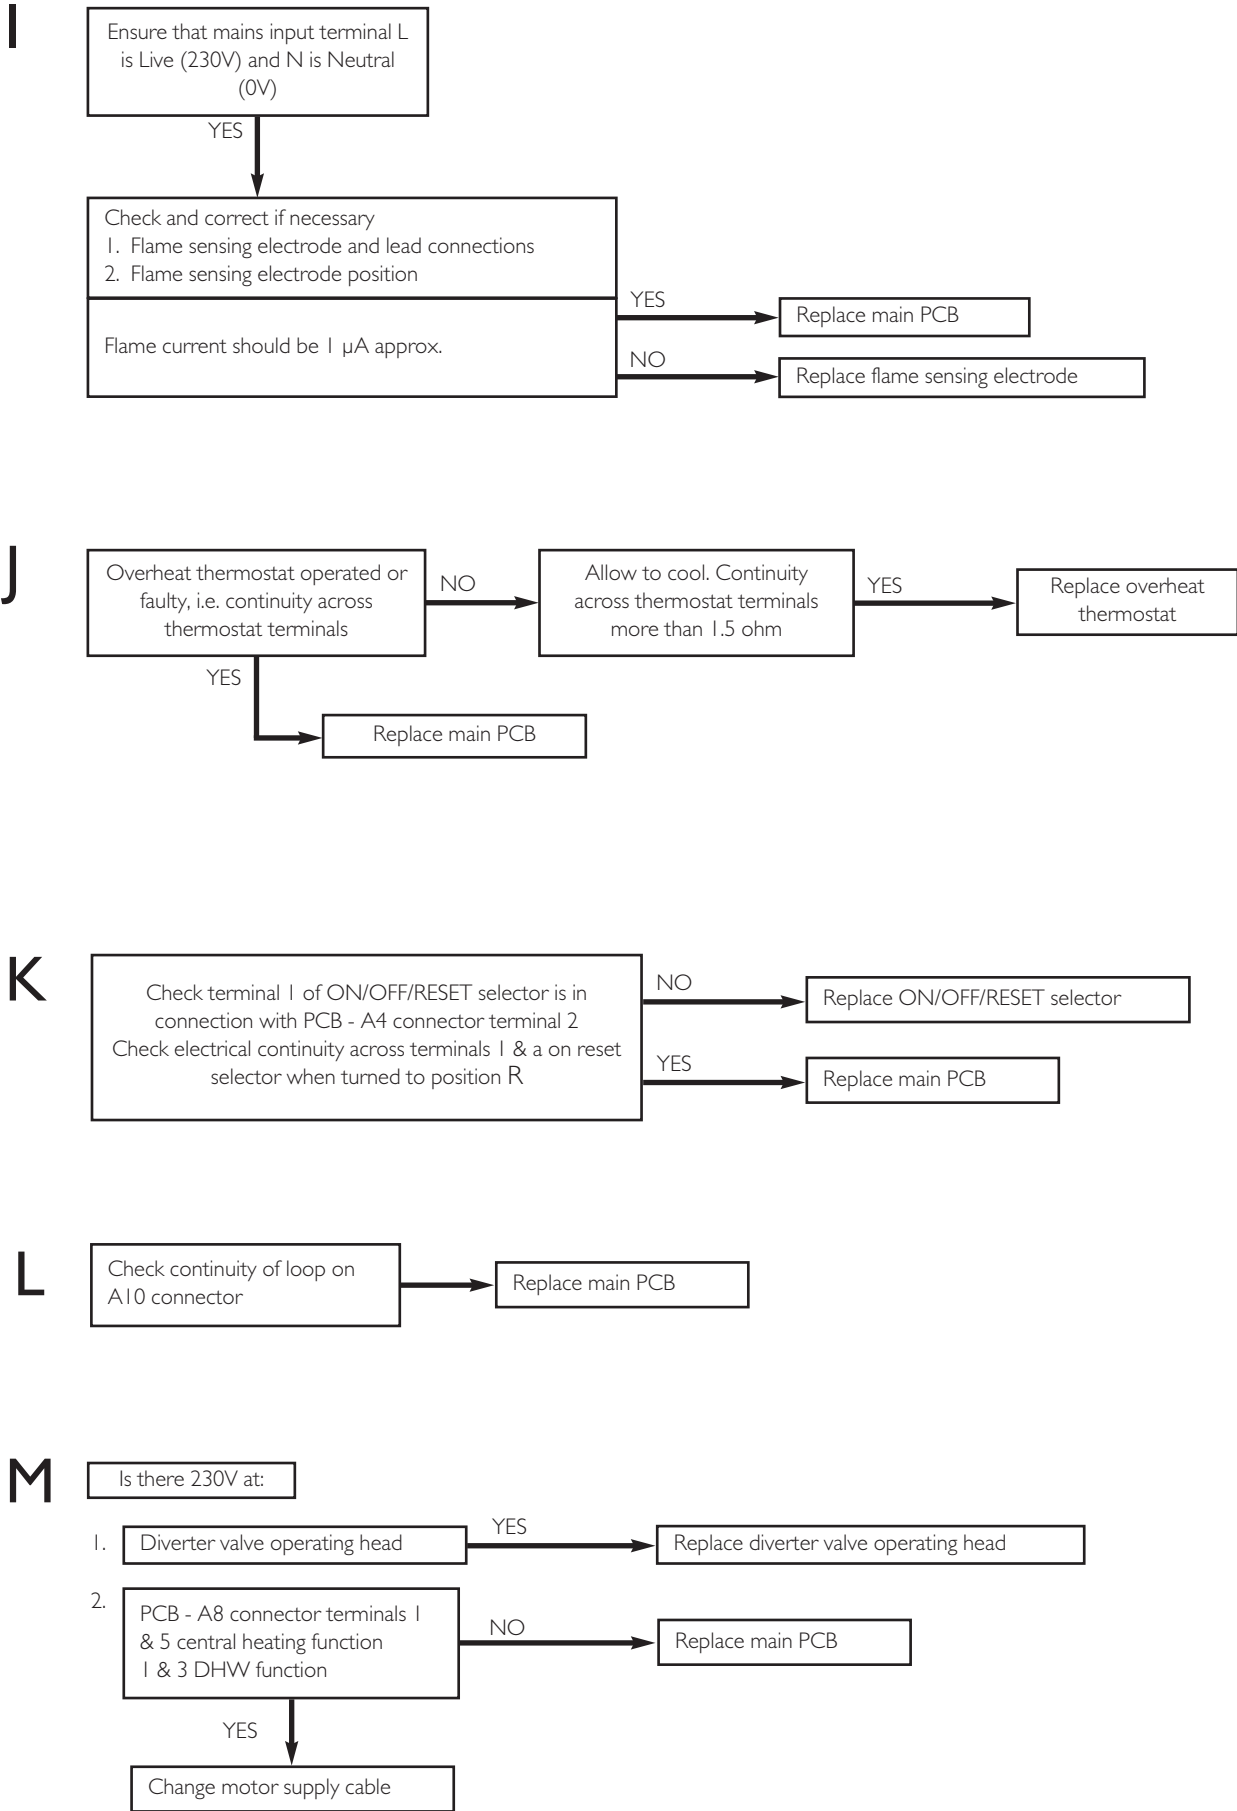 I
Ensure that mains input terminal L
is Live (230V) and N is Neutral
(0V)
YES
Check and correct if necessary
1. Flame sensing electrode and lead connections
2. Flame sensing electrode position
Flame current should be 1 µA approx.
YES
Replace main PCB
NO
Replace flame sensing electrode
J
Overheat thermostat operated or
faulty, i.e. continuity across
thermostat terminals
NO
Allow to cool. Continuity
across thermostat terminals
more than 1.5 ohm
YES
Replace overheat
thermostat
YES
Replace main PCB
K
Check terminal 1 of ON/OFF/RESET selector is in
connection with PCB - A4 connector terminal 2
Check electrical continuity across terminals 1 & a on reset
selector when turned to position R
NO
Replace ON/OFF/RESET selector
YES
Replace main PCB
L
Check continuity of loop on
A10 connector
Replace main PCB
M
Is there 230V at:
1. Diverter valve operating head
YES
Replace diverter valve operating head
2.
PCB - A8 connector terminals 1
& 5 central heating function
1 & 3 DHW function
NO
Replace main PCB
YES
Change motor supply cable